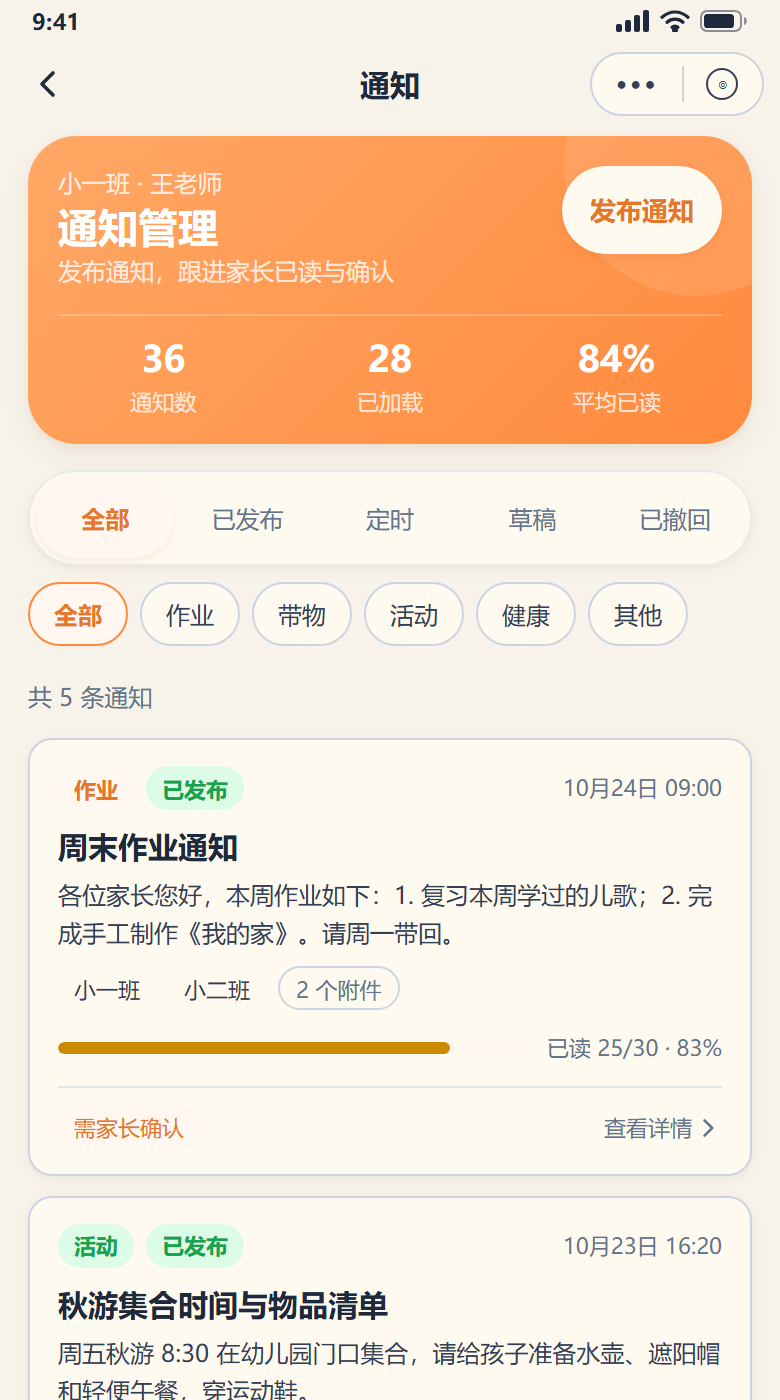 9:41
通知
小一班 · 王老师
通知管理
发布通知，跟进家长已读与确认
发布通知
36
通知数
28
已加载
84%
平均已读
全部 已发布 定时 草稿 已撤回
全部 作业 带物 活动 健康 其他
共 5 条通知
作业 已发布 10月24日 09:00
周末作业通知
各位家长您好，本周作业如下：1. 复习本周学过的儿歌；2. 完
成手工制作《我的家》。请周一带回。
小一班 小二班 2 个附件
已读 25/30 · 83%
需家长确认 查看详情
活动 已发布 10月23日 16:20
秋游集合时间与物品清单
周五秋游 8:30 在幼儿园门口集合，请给孩子准备水壶、遮阳帽
和轻便午餐，穿运动鞋。